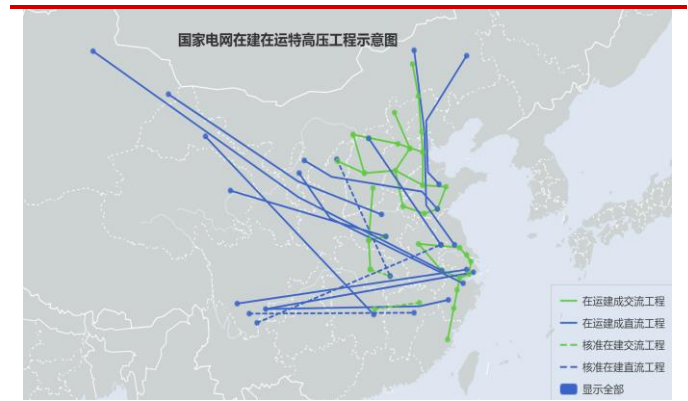 国家电网在建在运特高压工程示意图
在运建成交流工程
在运建成直流工程
核准在建交流工程
核准在建直流工程
显示全部